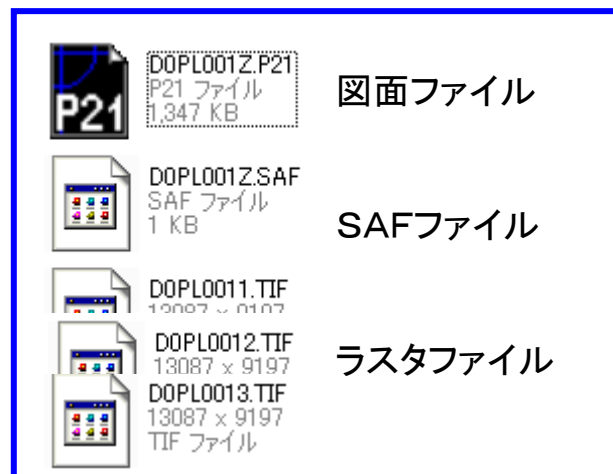 D0PL001Z.P21
P21 ファイル
1,347 KB
図面ファイル
P21
D0PL001Z.SAF
SAF ファイル
1 KB
SAFファイル
D0PL0011.TIF
13087 x 9197
D0PL0012.TIF
13087 x 9197
ラスタファイル
D0PL0013.TIF
13087 x 9197
TIF ファイル